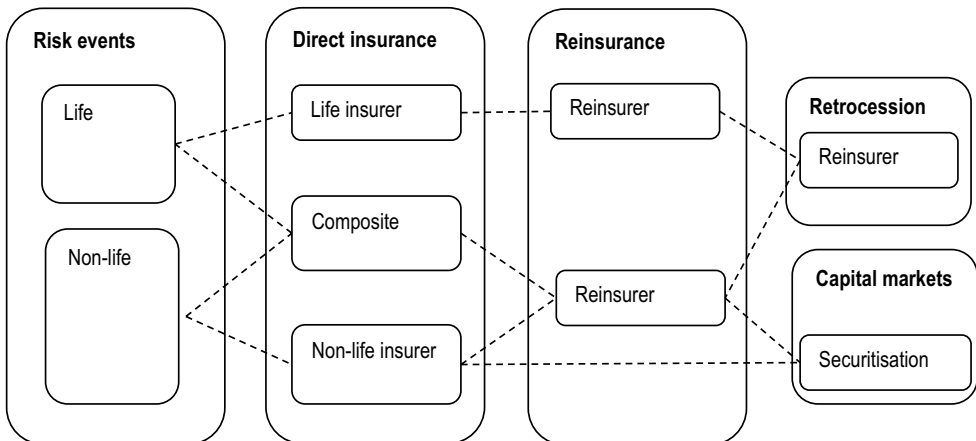 Risk events
Life
Non-life
Direct insurance
Life insurer
Composite
Non-life insurer
Reinsurance
Reinsurer
Reinsurer
Retrocession
Reinsurer
Capital markets
Securitisation